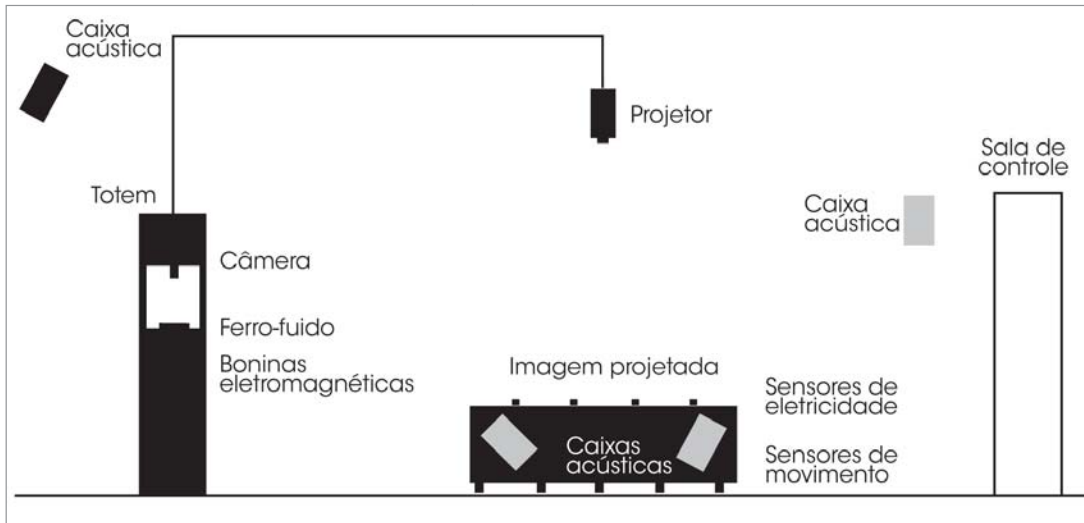 Caixa
acústica
Projetor
Sala de
controle
Totem
Caixa
acústica
Câmera
Ferro-fuido
Boninas
eletromagnéticas
Imagem projetada
Sensores de
eletricidade
Caixas
acústicas
Sensores de
movimento